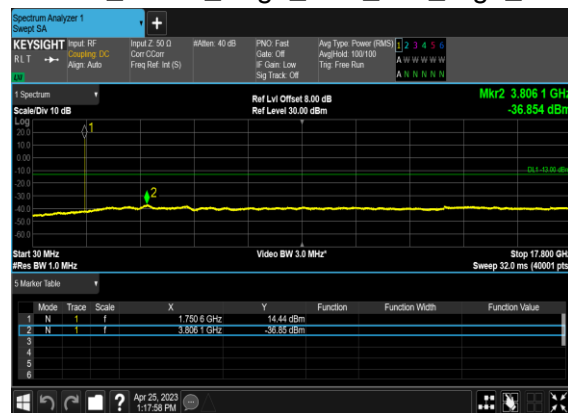 Spectrum Analyzer 1
Swept SA
+
KEYSIGHT Input: RF Input Z: 50 Ω #Atten: 40 dB PNO: Fast Avg Type: Power (RMS) 1 2 3 4 5 6
RLT Coupling: DC Corr CCorr Gate: Off Avg|Hold: 100/100 A W W W W W
Align: Auto Freq Ref: Int (S) IF Gain: Low Trig: Free Run
Sig Track: Off A N N N N N
1 Spectrum Ref Lvl Offset 8.00 dB Mkr2 3.806 1 GHz
Scale/Div 10 dB Ref Level 30.00 dBm -36.854 dBm
Log
20.0 1
10.0
0.00
-10.0 DL1 -13.00 dBm
-20.0
-30.0 2
-40.0
-50.0
-60.0
Start 30 MHz Video BW 3.0 MHz* Stop 17.800 GHz
#Res BW 1.0 MHz Sweep 32.0 ms (40001 pts)
5 Marker Table
Mode Trace Scale X Y Function Function Width Function Value
1 N 1 f 1.750 6 GHz 14.44 dBm
2 N 1 f 3.806 1 GHz -36.85 dBm
3
4
5
6
? Apr 25, 2023
1:17:58 PM